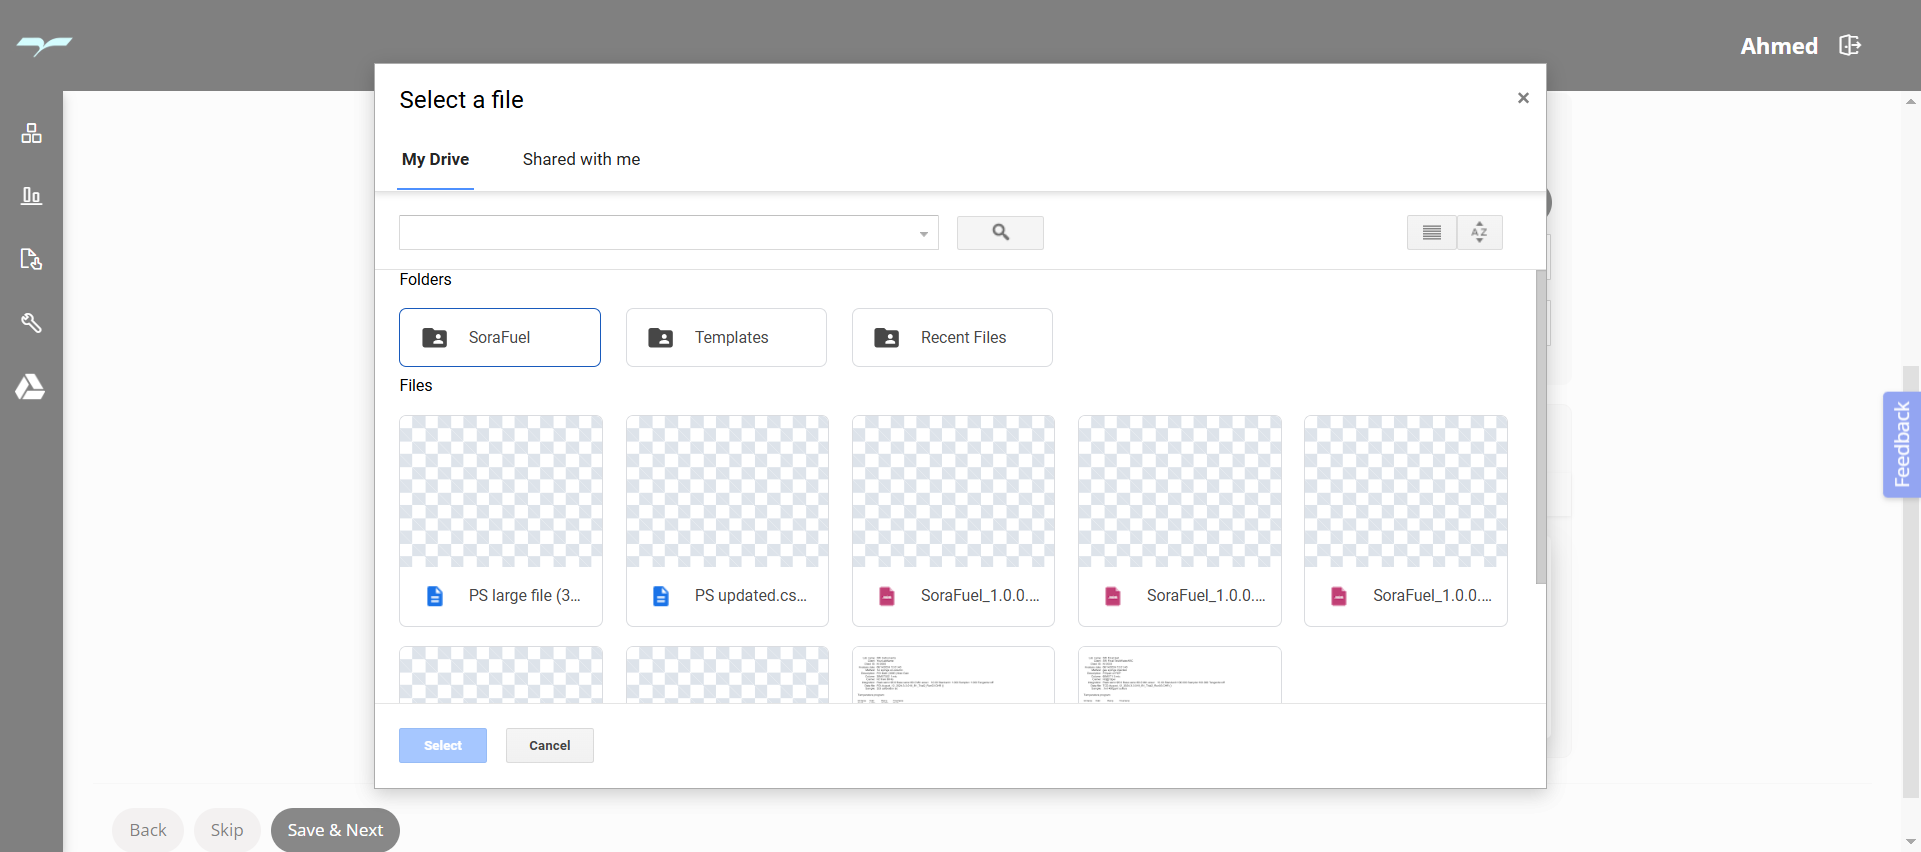 Ahmed
Select a file
×
My Drive
Shared with me
AZ
Folders
SoraFuel
Templates
Recent Files
Files
PS large file (3...
PS updated.cs...
SoraFuel_1.0.0....
SoraFuel_1.0.0....
SoraFuel_1.0.0....
Select
Cancel
Back
Skip
Save & Next
Feedback